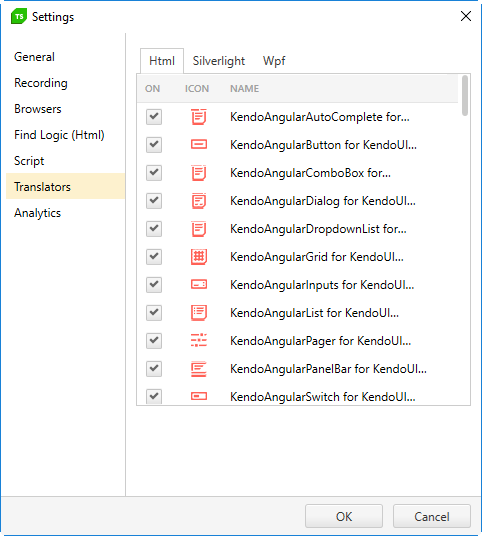 TS Settings
General
Recording
Browsers
Find Logic (Html)
Script
Translators
Analytics
Html Silverlight Wpf
ON ICON NAME
KendoAngularAutoComplete for...
KendoAngularButton for KendoUI...
KendoAngularComboBox for...
KendoAngularDialog for KendoUI...
KendoAngularDropdownList for...
KendoAngularGrid for KendoUI...
KendoAngularInputs for KendoUI...
KendoAngularList for KendoUI...
KendoAngularPager for KendoUI...
KendoAngularPanelBar for KendoUI...
KendoAngularSwitch for KendoUI...
OK Cancel